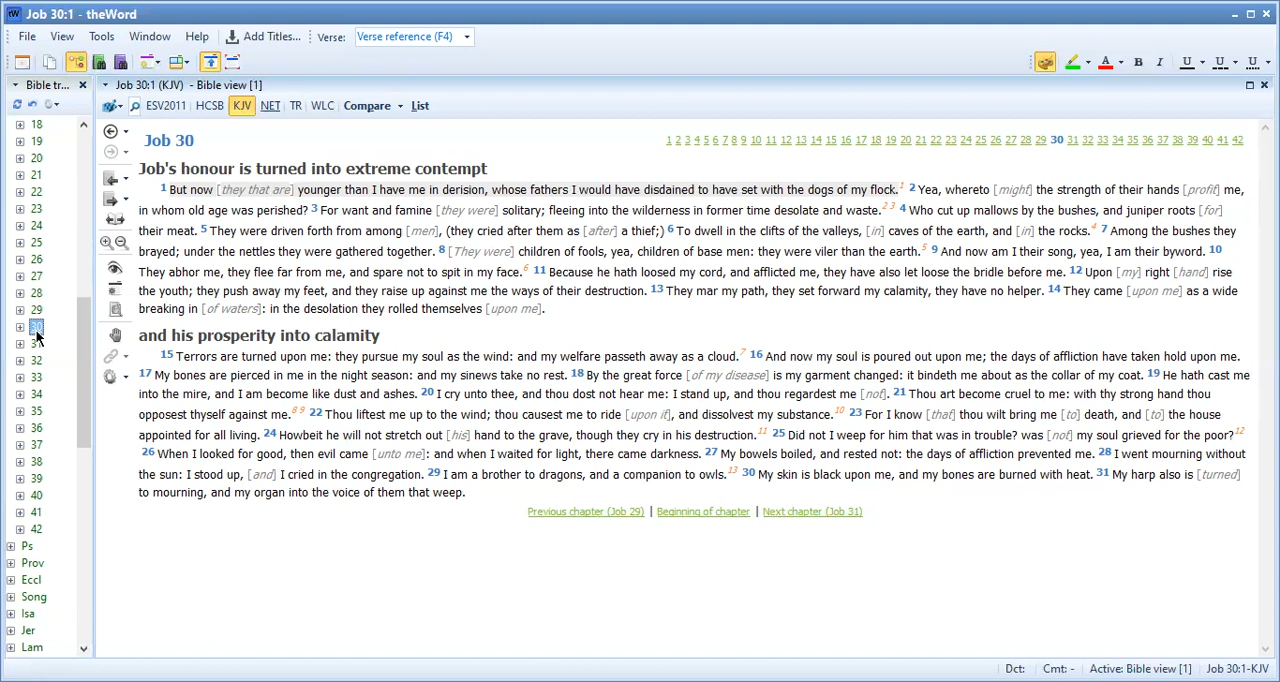 Job 30:1 - theWord
File View Tools Window Help Add Titles... Verse: Verse reference (F4)
B I U U U
Bible tr... Job 30:1 (KJV) - Bible view [1]
ESV2011 HCSB KJV NET TR WLC Compare List
18
19
20
21
22
23
24
25
26
27
28
29
30
31
32
33
34
35
36
37
38
39
40
41
42
Ps
Prov
Eccl
Song
Isa
Jer
Lam
Job 30 1 2 3 4 5 6 7 8 9 10 11 12 13 14 15 16 17 18 19 20 21 22 23 24 25 26 27 28 29 30 31 32 33 34 35 36 37 38 39 40 41 42
Job's honour is turned into extreme contempt
1 But now [they that are] younger than I have me in derision, whose fathers I would have disdained to have set with the dogs of my flock.1 2 Yea, whereto [might] the strength of their hands [profit] me,
in whom old age was perished? 3 For want and famine [they were] solitary; fleeing into the wilderness in former time desolate and waste.2 3 4 Who cut up mallows by the bushes, and juniper roots [for]
their meat. 5 They were driven forth from among [men], (they cried after them as [after] a thief;) 6 To dwell in the clifts of the valleys, [in] caves of the earth, and [in] the rocks.4 7 Among the bushes they
brayed; under the nettles they were gathered together. 8 [They were] children of fools, yea, children of base men: they were viler than the earth.5 9 And now am I their song, yea, I am their byword. 10
They abhor me, they flee far from me, and spare not to spit in my face.6 11 Because he hath loosed my cord, and afflicted me, they have also let loose the bridle before me. 12 Upon [my] right [hand] rise
the youth; they push away my feet, and they raise up against me the ways of their destruction. 13 They mar my path, they set forward my calamity, they have no helper. 14 They came [upon me] as a wide
breaking in [of waters]: in the desolation they rolled themselves [upon me].
and his prosperity into calamity
15 Terrors are turned upon me: they pursue my soul as the wind: and my welfare passeth away as a cloud.7 16 And now my soul is poured out upon me; the days of affliction have taken hold upon me.
17 My bones are pierced in me in the night season: and my sinews take no rest. 18 By the great force [of my disease] is my garment changed: it bindeth me about as the collar of my coat. 19 He hath cast me
into the mire, and I am become like dust and ashes. 20 I cry unto thee, and thou dost not hear me: I stand up, and thou regardest me [not]. 21 Thou art become cruel to me: with thy strong hand thou
opposest thyself against me.8 9 22 Thou liftest me up to the wind; thou causest me to ride [upon it], and dissolvest my substance.10 23 For I know [that] thou wilt bring me [to] death, and [to] the house
appointed for all living. 24 Howbeit he will not stretch out [his] hand to the grave, though they cry in his destruction.11 25 Did not I weep for him that was in trouble? was [not] my soul grieved for the poor?12
26 When I looked for good, then evil came [unto me]: and when I waited for light, there came darkness. 27 My bowels boiled, and rested not: the days of affliction prevented me. 28 I went mourning without
the sun: I stood up, [and] I cried in the congregation. 29 I am a brother to dragons, and a companion to owls.13 30 My skin is black upon me, and my bones are burned with heat. 31 My harp also is [turned]
to mourning, and my organ into the voice of them that weep.
Previous chapter (Job 29) | Beginning of chapter | Next chapter (Job 31)
Dct: Cmt: - Active: Bible view [1] Job 30:1-KJV